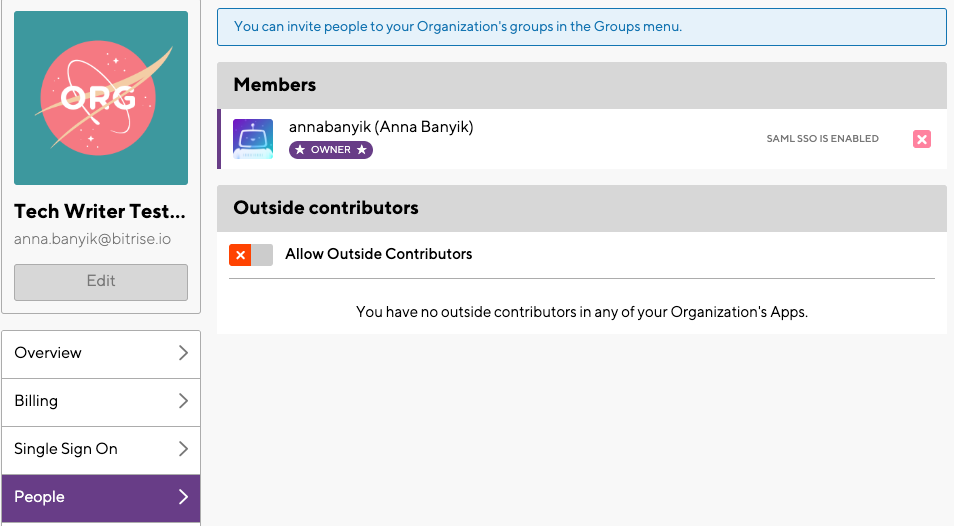 ORG
Tech Writer Test...
anna.banyik@bitrise.io
Edit
Overview
Billing
Single Sign On
People
You can invite people to your Organization's groups in the Groups menu.
Members
annabanyik (Anna Banyik)
OWNER
SAML SSO IS ENABLED
Outside contributors
Allow Outside Contributors
You have no outside contributors in any of your Organization's Apps.